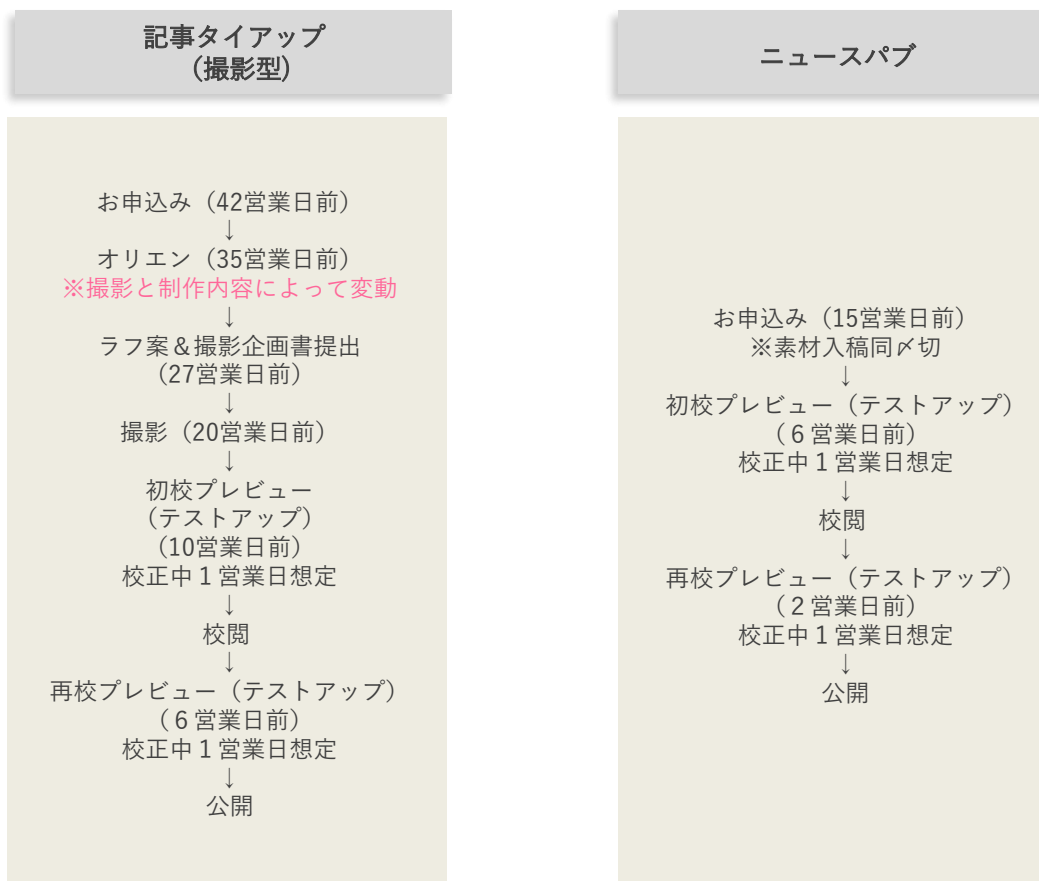 記事タイアップ
(撮影型)
お申込み（42営業日前）
↓
オリエン（35営業日前）
※撮影と制作内容によって変動
↓
ラフ案＆撮影企画書提出
（27営業日前）
↓
撮影（20営業日前）
↓
初校プレビュー
（テストアップ）
（10営業日前）
校正中１営業日想定
↓
校閲
↓
再校プレビュー（テストアップ）
（６営業日前）
校正中１営業日想定
↓
公開
ニュースパブ
お申込み（15営業日前）
※素材入稿同〆切
↓
初校プレビュー（テストアップ）
（６営業日前）
校正中１営業日想定
↓
校閲
↓
再校プレビュー（テストアップ）
（２営業日前）
校正中１営業日想定
↓
公開